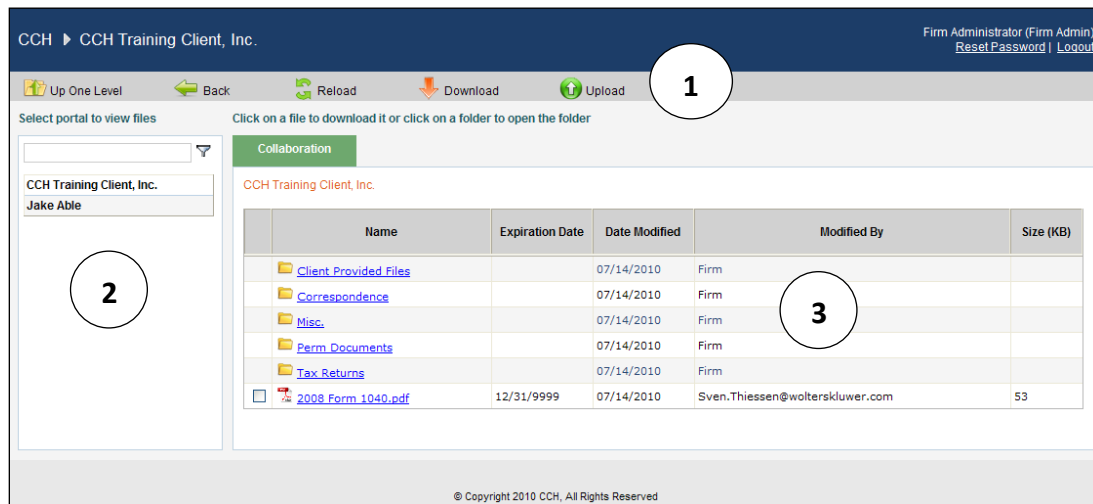 CCH ▶ CCH Training Client, Inc.
Firm Administrator (Firm Admin)
Reset Password | Logout
Up One Level Back Reload Download Upload 1
Select portal to view files Click on a file to download it or click on a folder to open the folder
Collaboration
CCH Training Client, Inc.
Jake Able
2
CCH Training Client, Inc.
Name Expiration Date Date Modified Modified By Size (KB)
Client Provided Files 07/14/2010 Firm
Correspondence 07/14/2010 Firm
Misc. 07/14/2010 Firm
Perm Documents 07/14/2010 Firm
Tax Returns 07/14/2010 Firm
2008 Form 1040.pdf 12/31/9999 07/14/2010 Sven.Thiessen@wolterskluwer.com 53
3
© Copyright 2010 CCH, All Rights Reserved